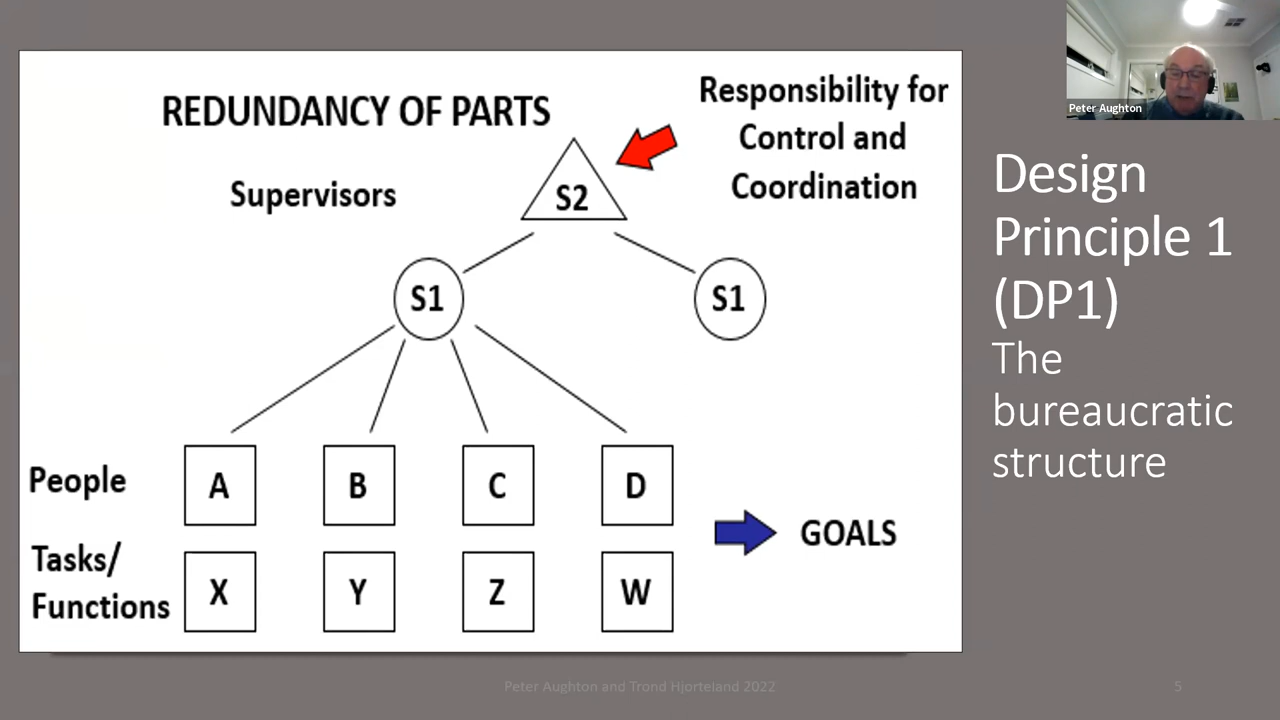 REDUNDANCY OF PARTS
Responsibility for
Control and
Coordination
Supervisors
S2
S1
S1
People
A
B
C
D
Tasks/
Functions
X
Y
Z
W
GOALS
Peter Aughton
Design
Principle 1
(DP1)
The
bureaucratic
structure
Peter Aughton and Trond Hjorteland 2022
5